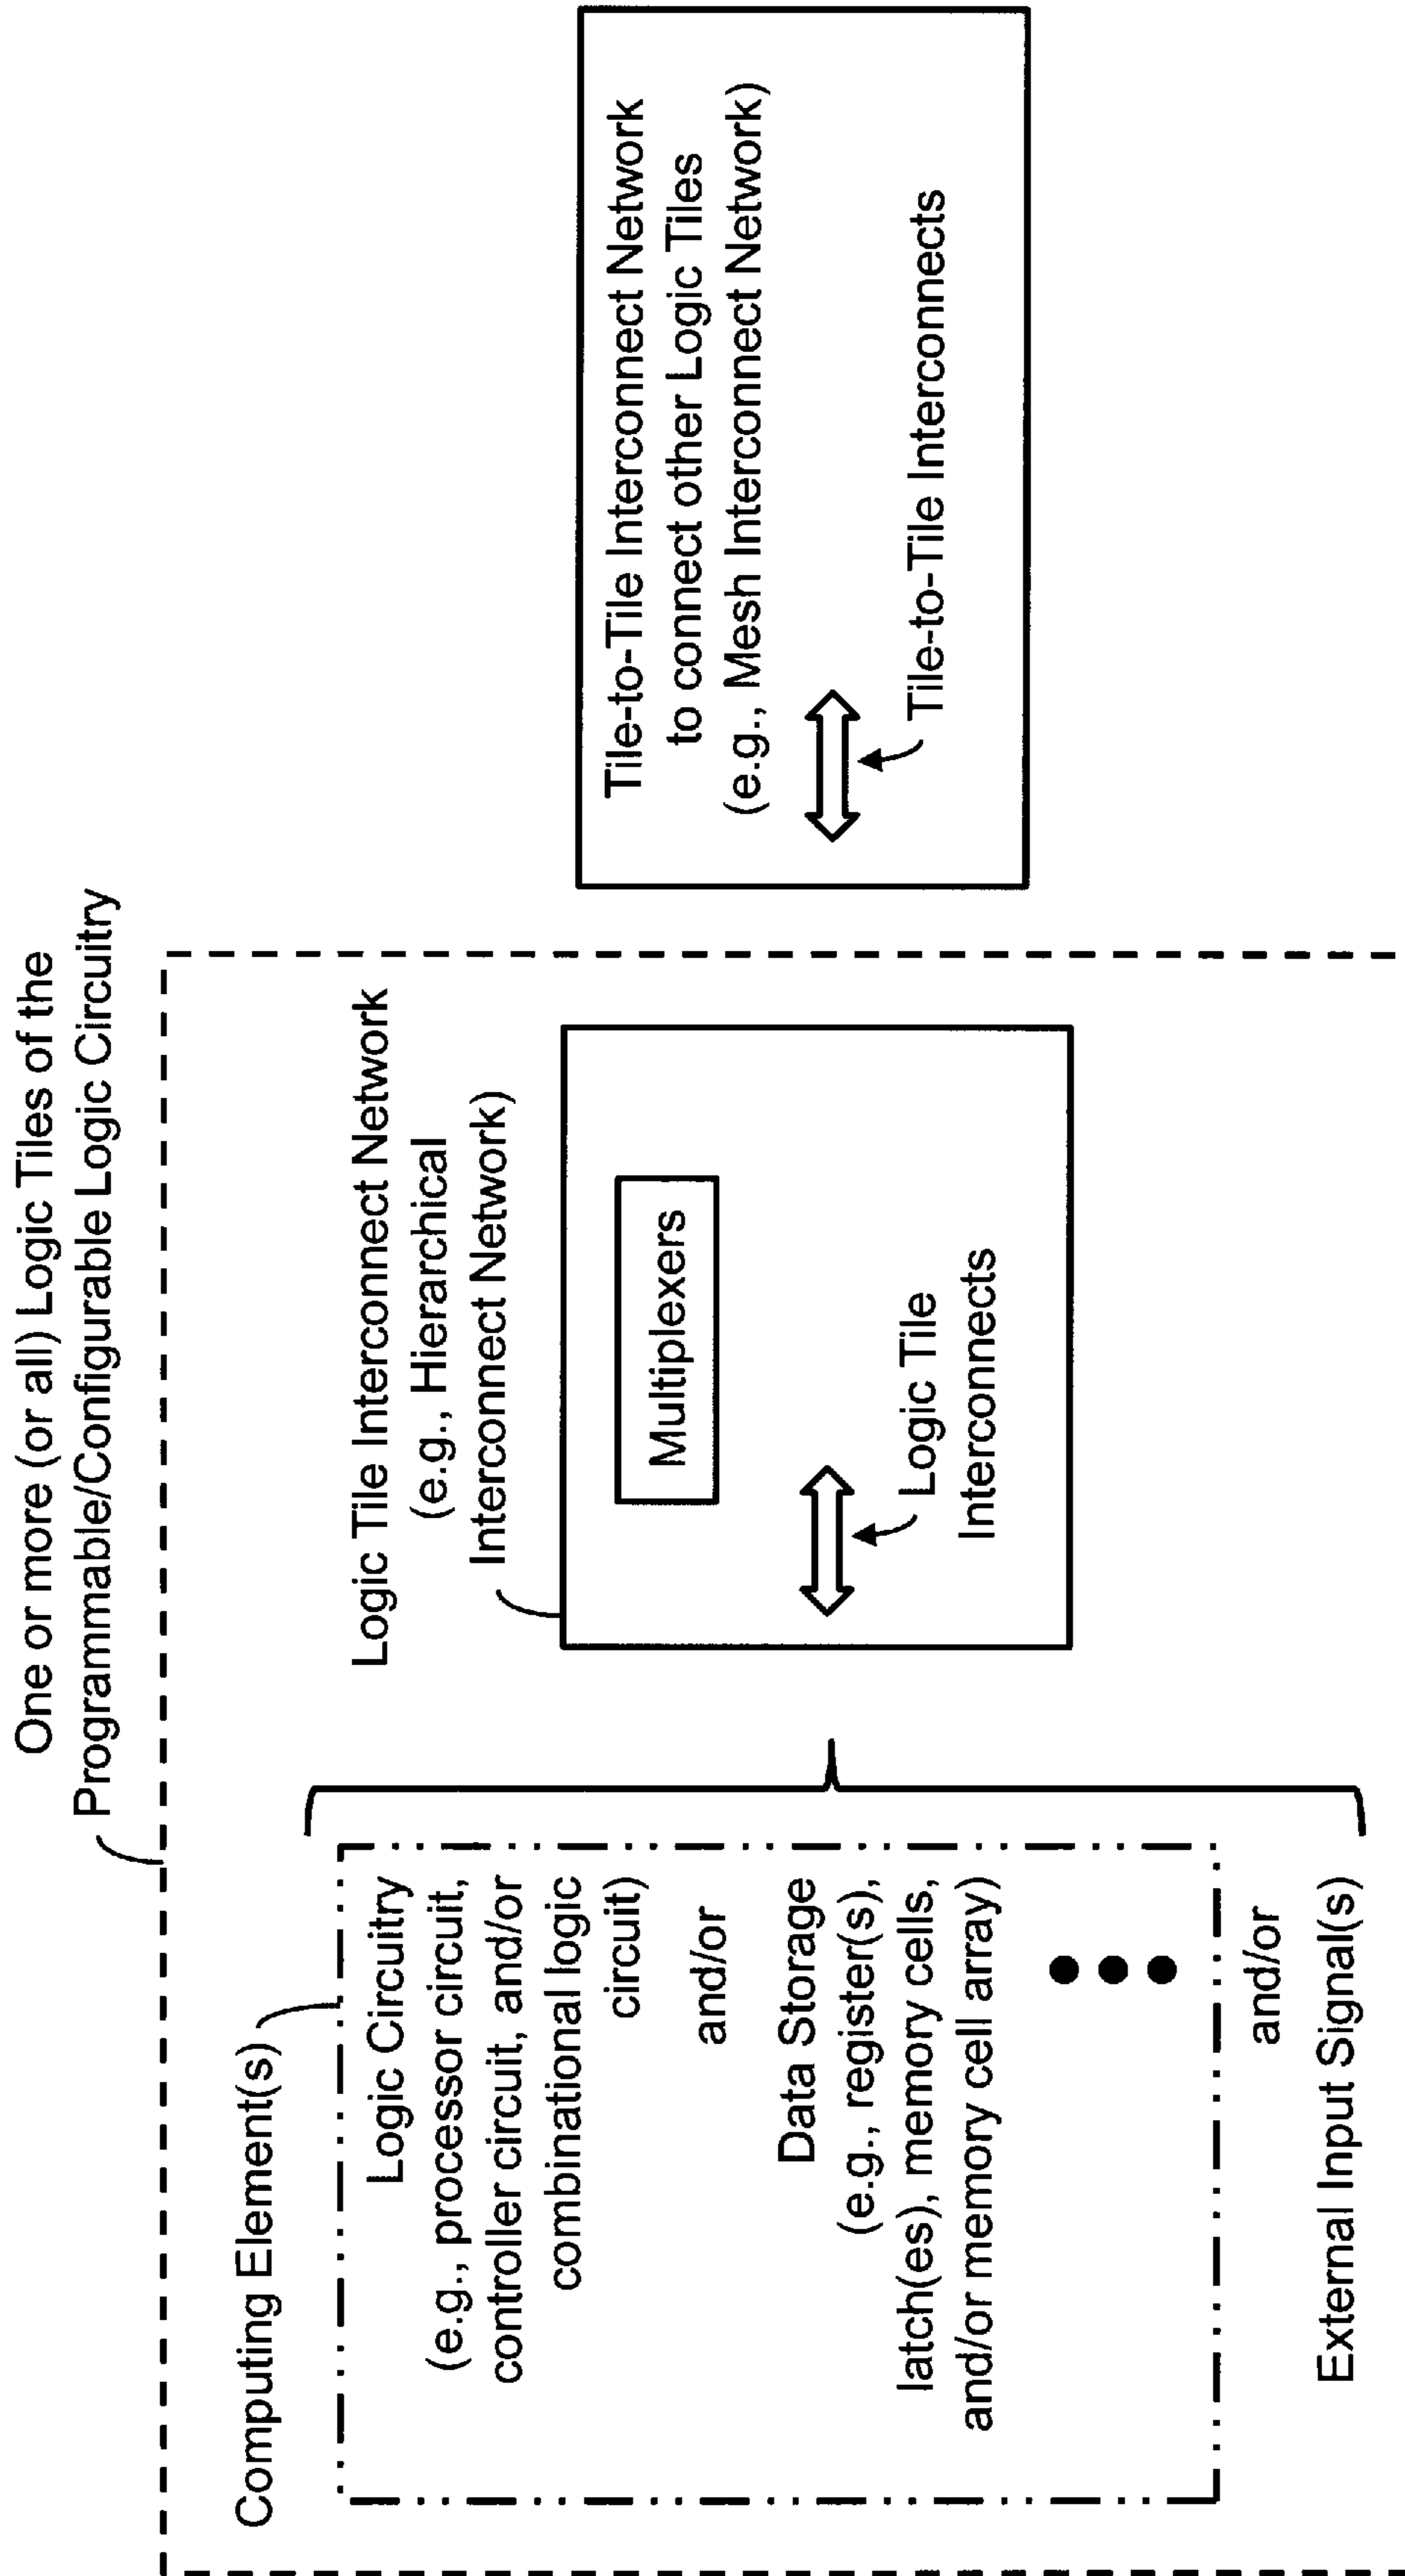 One or more (or all) Logic Tiles of the
Programmable/Configurable Logic Circuitry
Computing Element(s)
Logic Circuitry
(e.g., processor circuit,
controller circuit, and/or
combinational logic
circuit)
and/or
Data Storage
(e.g., register(s),
latch(es), memory cells,
and/or memory cell array)
and/or
External Input Signal(s)
Logic Tile Interconnect Network
(e.g., Hierarchical
Interconnect Network)
Multiplexers
Logic Tile
Interconnects
Tile-to-Tile Interconnect Network
to connect other Logic Tiles
(e.g., Mesh Interconnect Network)
Tile-to-Tile Interconnects